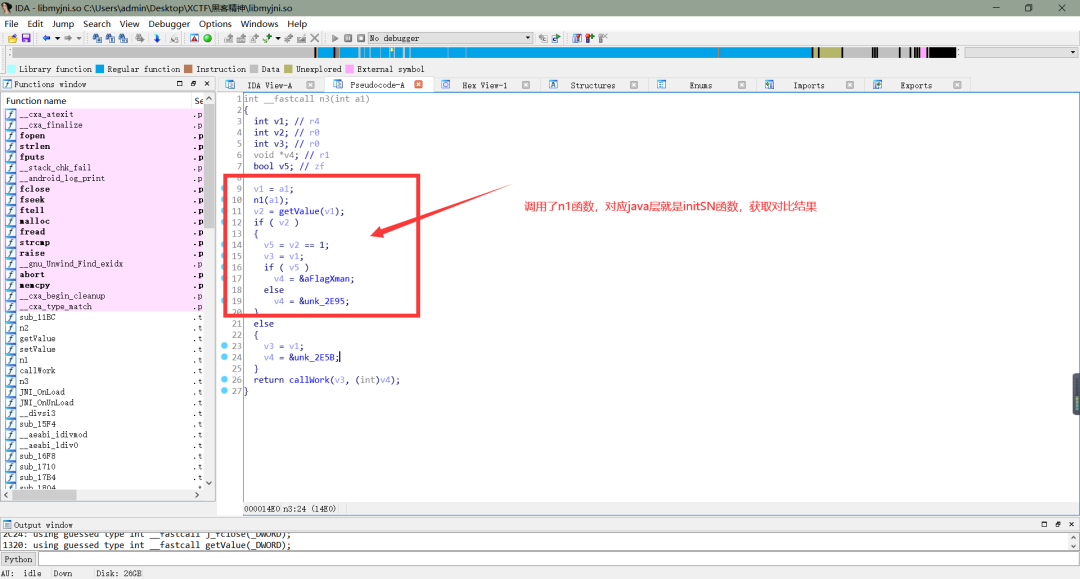 IDA - libmyjni.so C:\Users\admin\Desktop\XCTF\黑客精神\libmyjni.so
File Edit Jump Search View Debugger Options Windows Help
No debugger
Library function Regular function Instruction Data Unexplored External symbol
Functions window
IDA View-A Pseudocode-A Hex View-1 Structures Enums Imports Exports
Function name Se
__cxa_atexit .p
__cxa_finalize .p
fopen .p
strlen .p
fputs .p
__stack_chk_fail .p
__android_log_print .p
fclose .p
fseek .p
ftell .p
malloc .p
fread .p
strcmp .p
raise .p
__gnu_Unwind_Find_exidx .p
abort .p
memcpy .p
__cxa_begin_cleanup .p
__cxa_type_match .p
sub_11BC .t
n2 .t
getValue .t
setValue .t
n1 .t
callWork .t
n3 .t
JNI_OnLoad .t
JNI_OnUnLoad .t
__divsi3 .t
sub_15F4 .t
__aeabi_idivmod .t
__aeabi_ldiv0 .t
sub_16F8 .t
sub_1710 .t
sub_17B4 .t
sub_1804 .t
1 int __fastcall n3(int a1)
2 {
3 int v1; // r4
4 int v2; // r0
5 int v3; // r0
6 void *v4; // r1
7 bool v5; // zf
8
9 v1 = a1;
10 n1(a1);
11 v2 = getValue(v1);
12 if ( v2 )
13 {
14 v5 = v2 == 1;
15 v3 = v1;
16 if ( v5 )
17 v4 = &aFlagXman;
18 else
19 v4 = &unk_2E95;
20 }
21 else
22 {
23 v3 = v1;
24 v4 = &unk_2E5B;
25 }
26 return callWork(v3, (int)v4);
27 }
调用了n1函数，对应java层就是initSN函数，获取对比结果
000014E0 n3:24 (14E0)
Output window
2C24: using guessed type int __fastcall j_fclose(_DWORD);
1320: using guessed type int __fastcall getValue(_DWORD);
Python
AU: idle Down Disk: 26GB